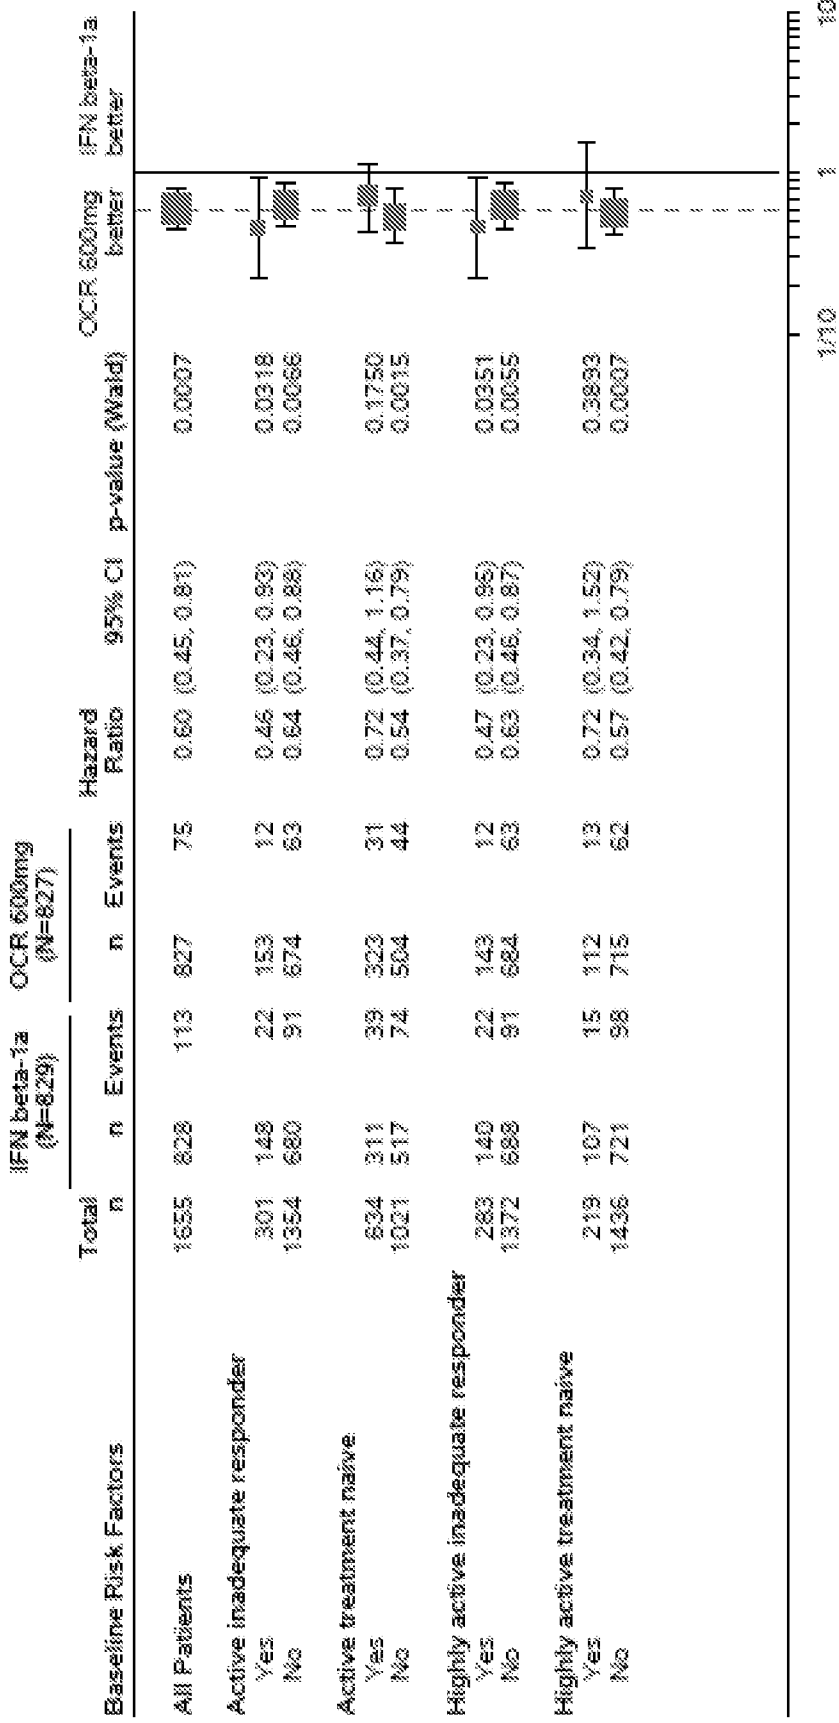 IFN beta-1a OCR 600mg
(N=829) (N=827)
Total Hazard OCR 600mg IFN beta-1a
Baseline Risk Factors n n Events n Events Ratio 95% CI p-value (Wald) better better
All Patients 1655 828 113 827 75 0.60 (0.45, 0.81) 0.0007
Active inadequate responder
Yes 301 148 22 153 12 0.46 (0.23, 0.93) 0.0318
No 1354 680 91 674 63 0.64 (0.46, 0.88) 0.0066
Active treatment naïve
Yes 634 311 39 323 31 0.72 (0.44, 1.16) 0.1750
No 1021 517 74 504 44 0.54 (0.37, 0.79) 0.0015
Highly active inadequate responder
Yes 283 140 22 143 12 0.47 (0.23, 0.95) 0.0351
No 1372 688 91 684 63 0.63 (0.46, 0.87) 0.0055
Highly active treatment naïve
Yes 219 107 15 112 13 0.72 (0.34, 1.52) 0.3833
No 1436 721 98 715 62 0.57 (0.42, 0.79) 0.0007
1/10 1 10